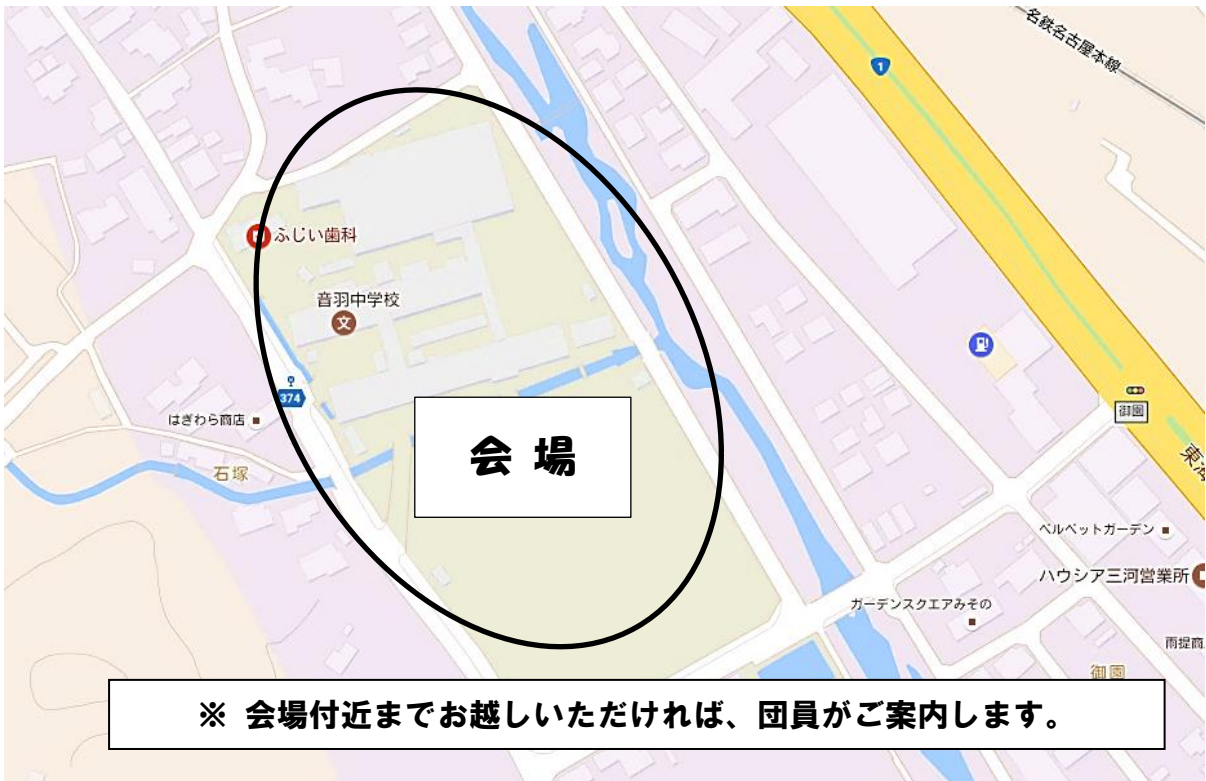 名鉄名古屋本線
1
ふじい歯科
音羽中学校
文
374
はぎわら商店
石塚
会 場
御園
東海
ベルベットガーデン
ハウシア三河営業所
ガーデンスクエアみその
雨提商
御園
※ 会場付近までお越しいただければ、団員がご案内します。